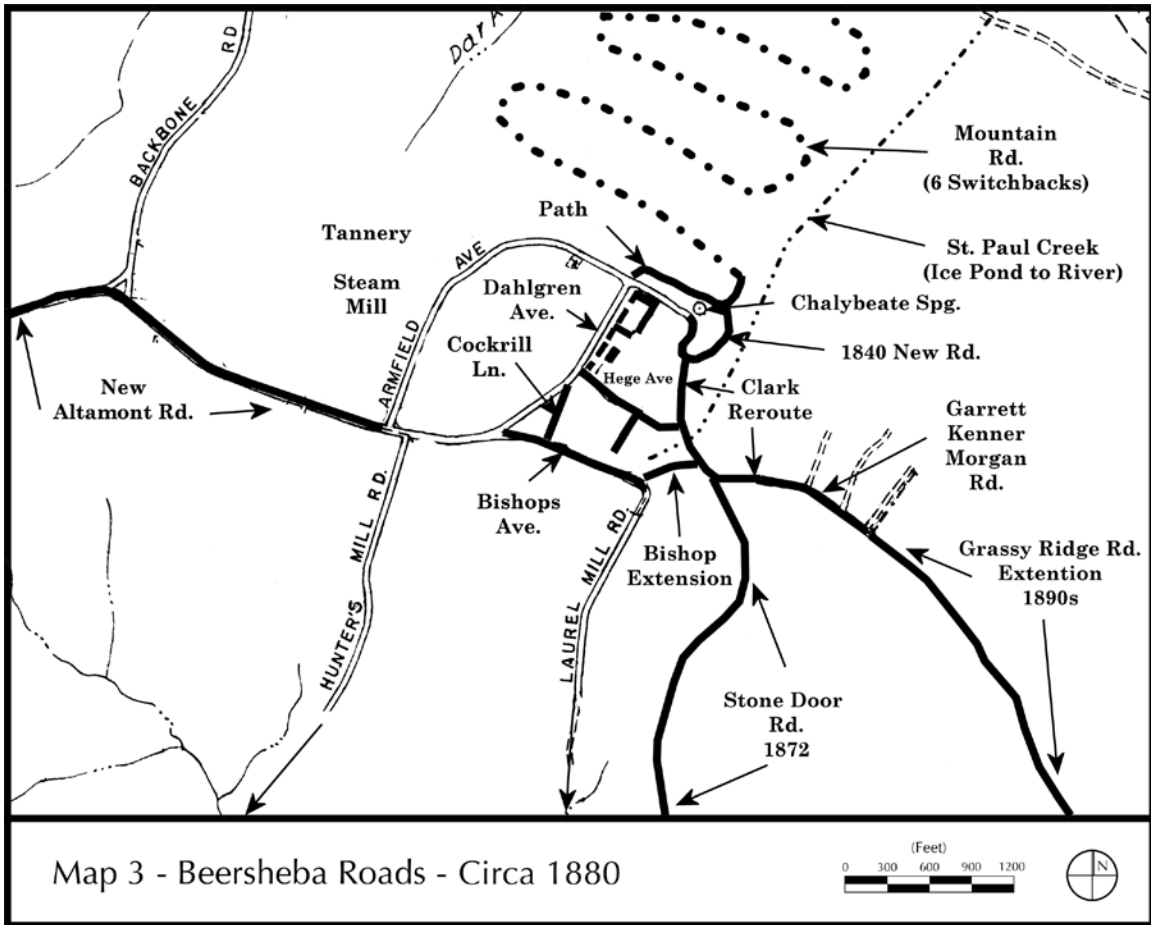 BACKBONE RD
Dark
Mountain
Rd.
(6 Switchbacks)
Path
Tannery
St. Paul Creek
(Ice Pond to River)
Steam
Mill
ARMFIELD AVE
Dahlgren
Ave.
Chalybeate Spg.
Cockrill
Ln.
1840 New Rd.
Hege Ave
New
Altamont Rd.
Clark
Reroute
Garrett
Kenner
Morgan
Rd.
Bishops
Ave.
HUNTER'S MILL RD.
LAUREL MILL RD.
Bishop
Extension
Grassy Ridge Rd.
Extention
1890s
Stone Door
Rd.
1872
Map 3 - Beersheba Roads - Circa 1880
(Feet)
0 300 600 900 1200
N